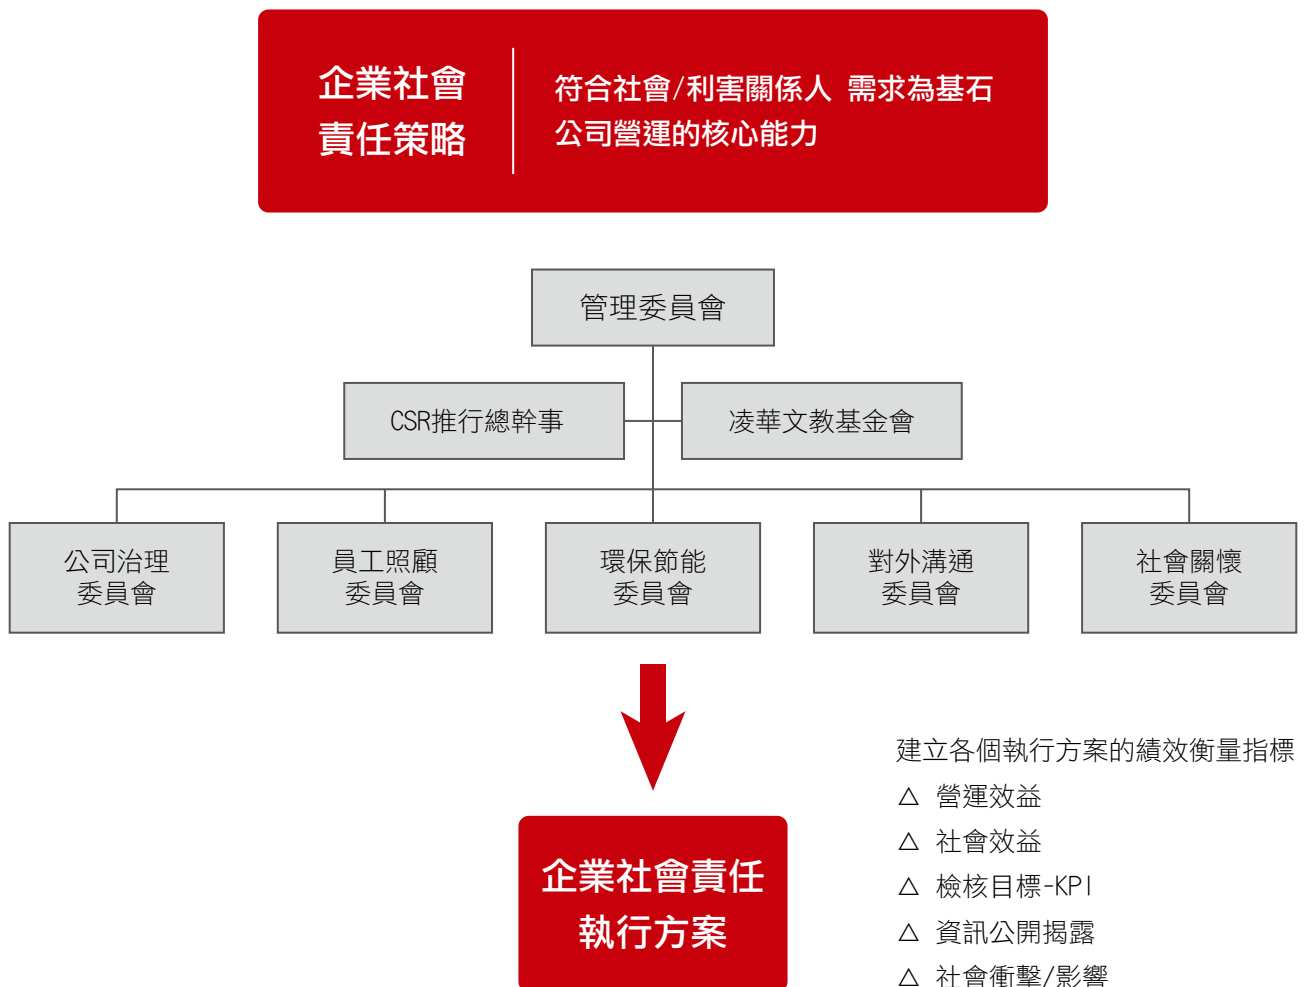 企業社會
責任策略
符合社會/利害關係人 需求為基石
公司營運的核心能力
管理委員會
CSR推行總幹事
凌華文教基金會
公司治理
委員會
員工照顧
委員會
環保節能
委員會
對外溝通
委員會
社會關懷
委員會
企業社會責任
執行方案
建立各個執行方案的績效衡量指標
△ 營運效益
△ 社會效益
△ 檢核目標-KPI
△ 資訊公開揭露
△ 社會衝擊/影響